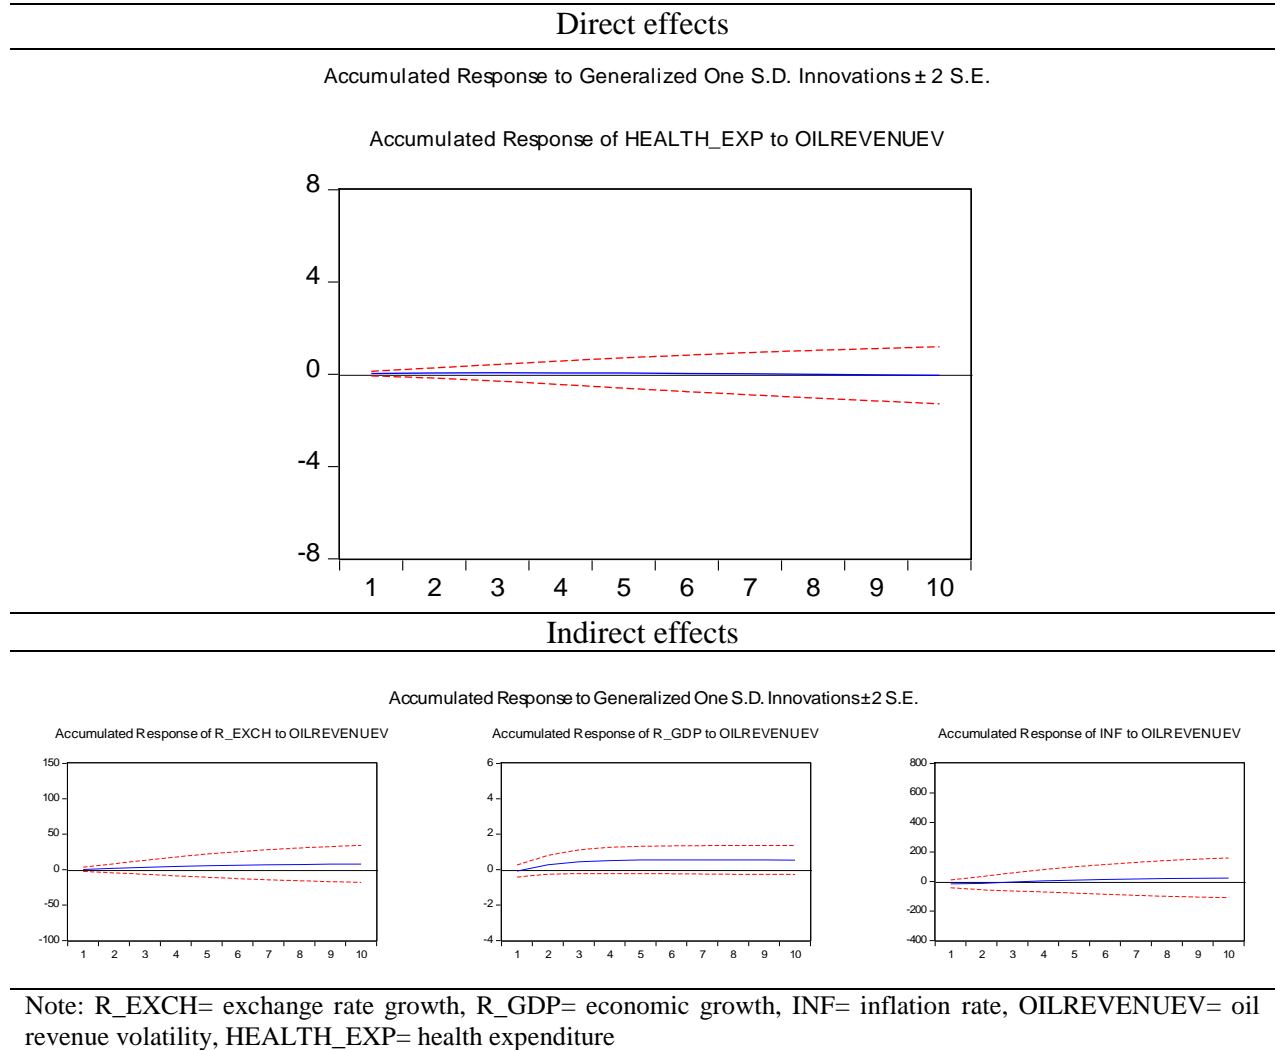 Direct effects
Accumulated Response to Generalized One S.D. Innovations ± 2 S.E.
Accumulated Response of HEALTH_EXP to OILREVENUEV
8
4
0
-4
-8
1 2 3 4 5 6 7 8 9 10
Indirect effects
Accumulated Response to Generalized One S.D. Innovations ± 2 S.E.
Accumulated Response of R_EXCH to OILREVENUEV
150
100
50
0
-50
-100
1 2 3 4 5 6 7 8 9 10
Accumulated Response of R_GDP to OILREVENUEV
6
4
2
0
-2
-4
1 2 3 4 5 6 7 8 9 10
Accumulated Response of INF to OILREVENUEV
800
600
400
200
0
-200
-400
1 2 3 4 5 6 7 8 9 10
Note: R_EXCH= exchange rate growth, R_GDP= economic growth, INF= inflation rate, OILREVENUEV= oil
revenue volatility, HEALTH_EXP= health expenditure